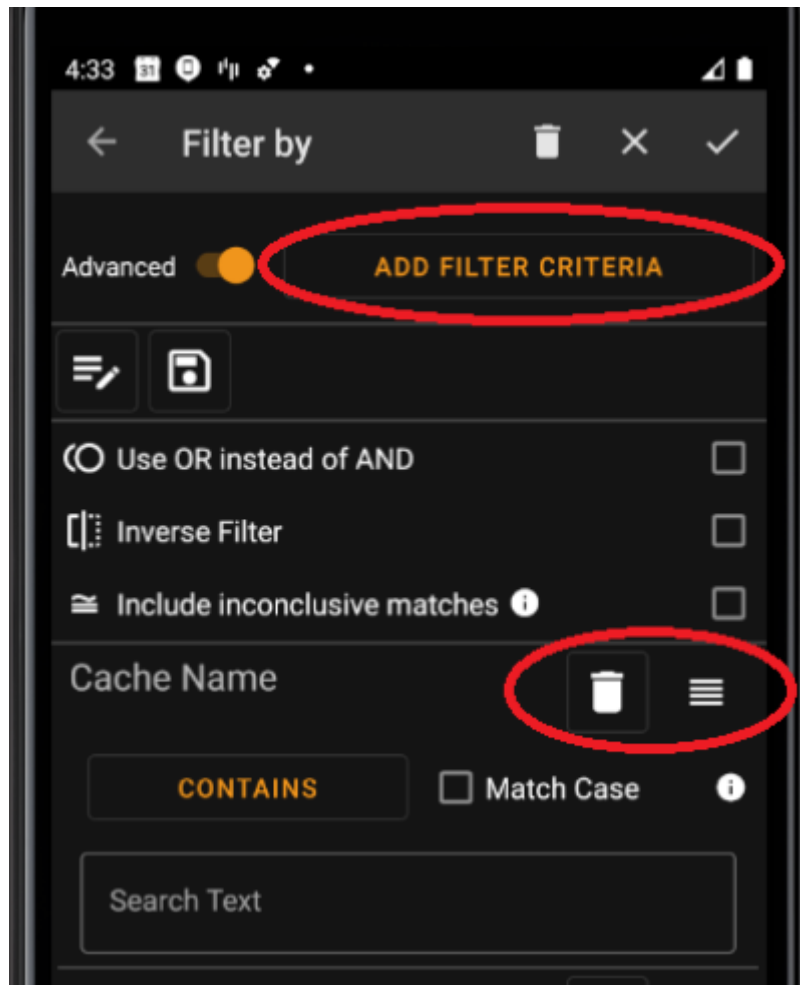 4:33 31
Filter by
Advanced ADD FILTER CRITERIA
Use OR instead of AND
Inverse Filter
Include inconclusive matches
Cache Name
CONTAINS Match Case
Search Text